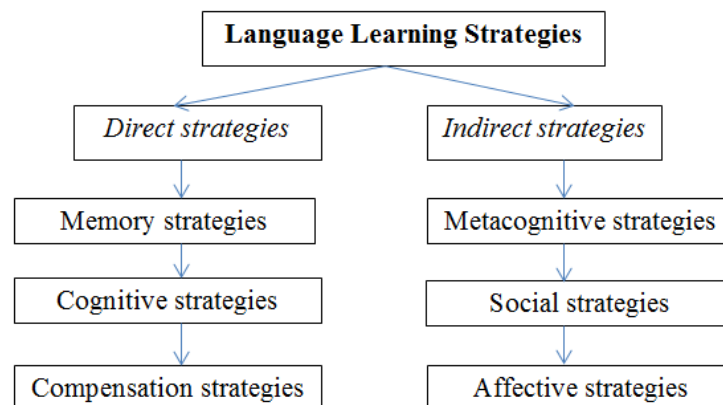 Language Learning Strategies
Direct strategies
Indirect strategies
Memory strategies
Metacognitive strategies
Cognitive strategies
Social strategies
Compensation strategies
Affective strategies